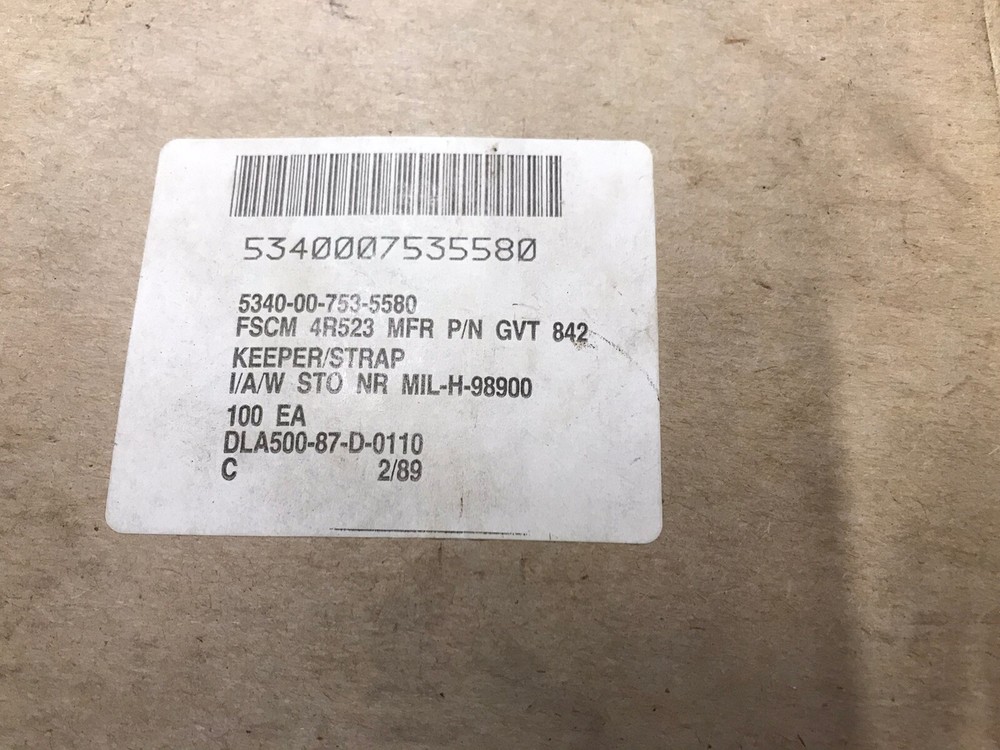 5340007535580
5340-00-753-5580
FSCM 4R523 MFR P/N GVT 842
KEEPER/STRAP
I/A/W STO NR MIL-H-98900
100 EA
DLA500-87-D-0110
C 2/89